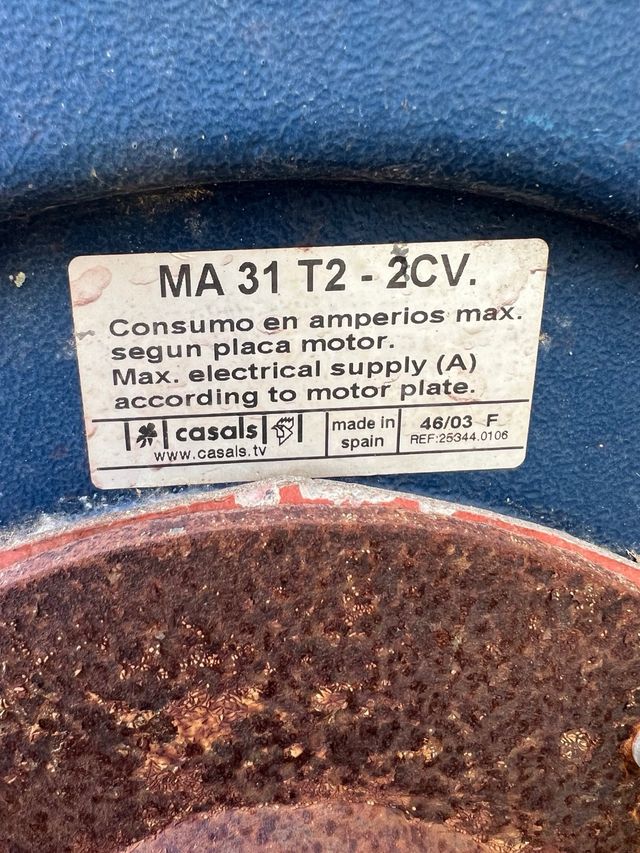 MA 31 T2 - 2CV.
Consumo en amperios max.
segun placa motor.
Max. electrical supply (A)
according to motor plate.
casals
www.casals.tv
made in
spain
46/03 F
REF:25344.0106